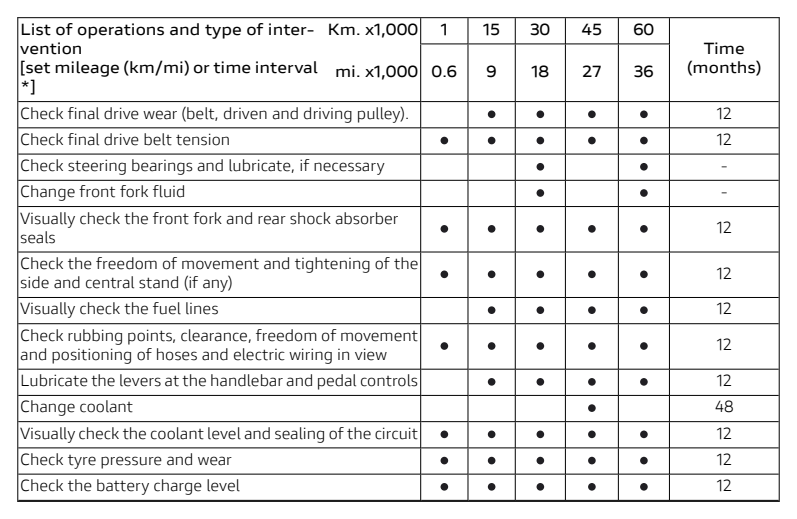 List of operations and type of inter- Km. x1,000 1 15 30 45 60 Time
vention
[set mileage (km/mi) or time interval mi. x1,000 0.6 9 18 27 36 (months)
*]
Check final drive wear (belt, driven and driving pulley). ● ● ● ● 12
Check final drive belt tension ● ● ● ● ● 12
Check steering bearings and lubricate, if necessary ● ● -
Change front fork fluid ● ● -
Visually check the front fork and rear shock absorber
seals ● ● ● ● ● 12
Check the freedom of movement and tightening of the
side and central stand (if any) ● ● ● ● ● 12
Visually check the fuel lines ● ● ● ● 12
Check rubbing points, clearance, freedom of movement
and positioning of hoses and electric wiring in view ● ● ● ● ● 12
Lubricate the levers at the handlebar and pedal controls ● ● ● ● 12
Change coolant ● 48
Visually check the coolant level and sealing of the circuit ● ● ● ● ● 12
Check tyre pressure and wear ● ● ● ● ● 12
Check the battery charge level ● ● ● ● ● 12